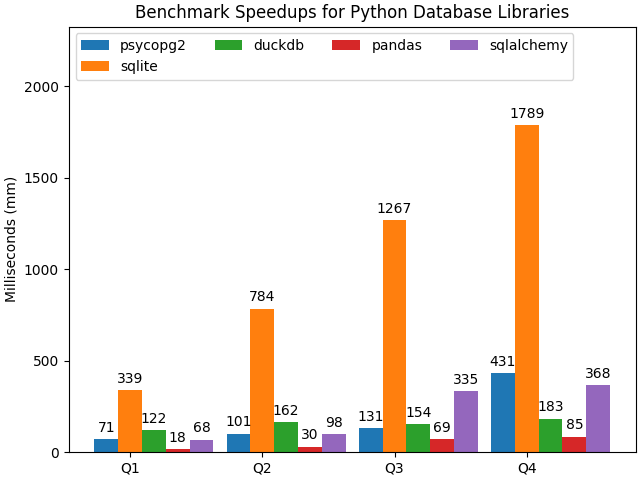 Benchmark Speedups for Python Database Libraries
psycopg2 duckdb pandas sqlalchemy
sqlite
Milliseconds (mm)
2000
1500
1000
500
0
71 339 122 18 68
101 784 162 30 98
131 1267 154 69 335
431 1789 183 85 368
Q1 Q2 Q3 Q4